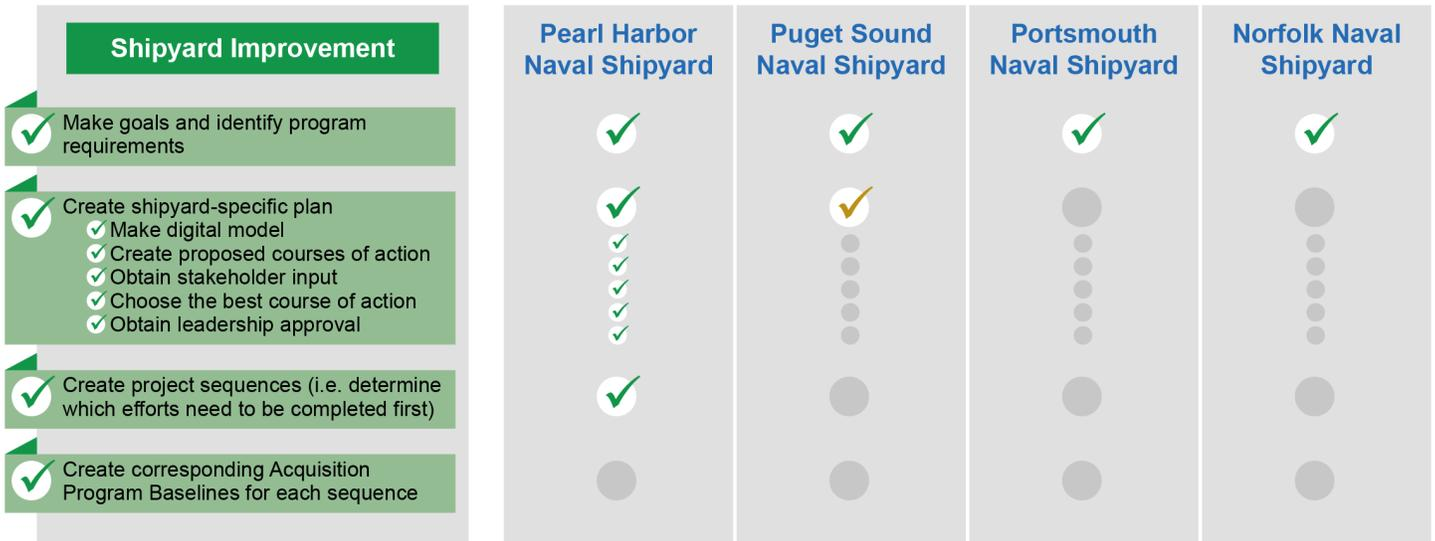 Shipyard Improvement
Pearl Harbor
Naval Shipyard
Puget Sound
Naval Shipyard
Portsmouth
Naval Shipyard
Norfolk Naval
Shipyard
Make goals and identify program
requirements
Create shipyard-specific plan
Make digital model
Create proposed courses of action
Obtain stakeholder input
Choose the best course of action
Obtain leadership approval
Create project sequences (i.e. determine
which efforts need to be completed first)
Create corresponding Acquisition
Program Baselines for each sequence